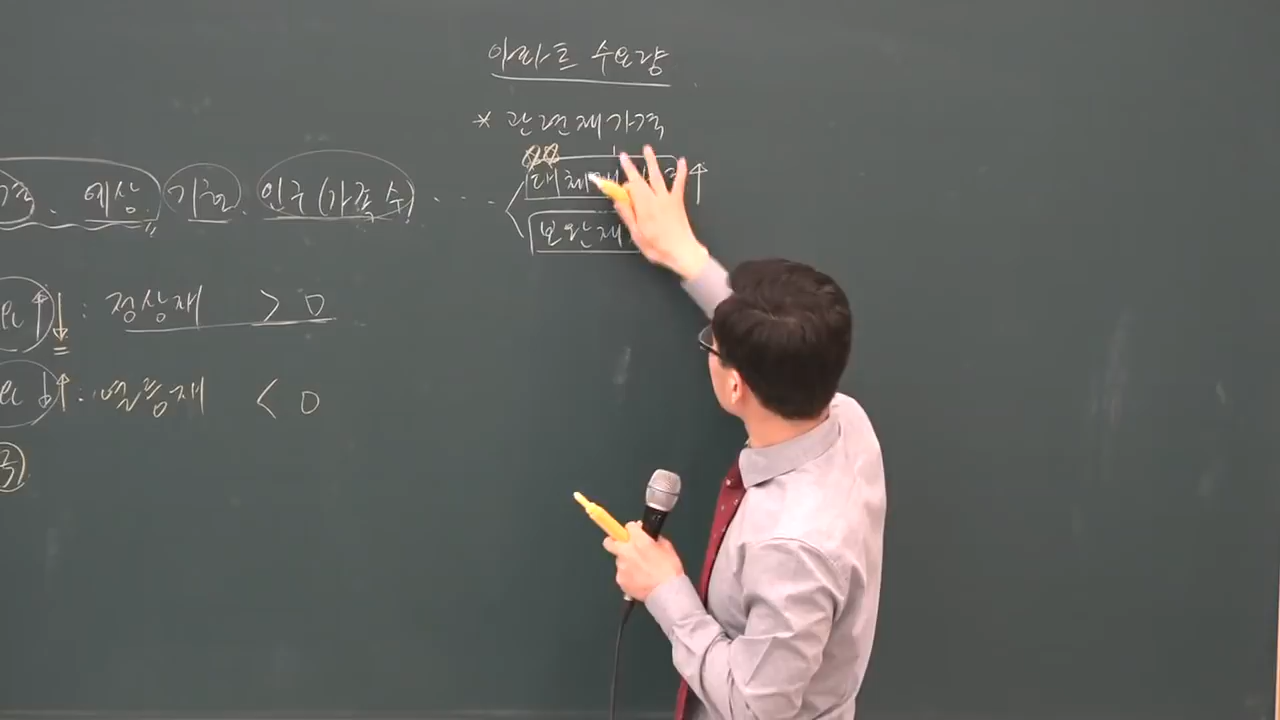 아파트 수요량
* 관련재가격
대체재 ↑
보완재
예상. 기호. 인구(가족 수) . . . .
↑↓ : 정상재 > 0
↓↑ : 열등재 < 0